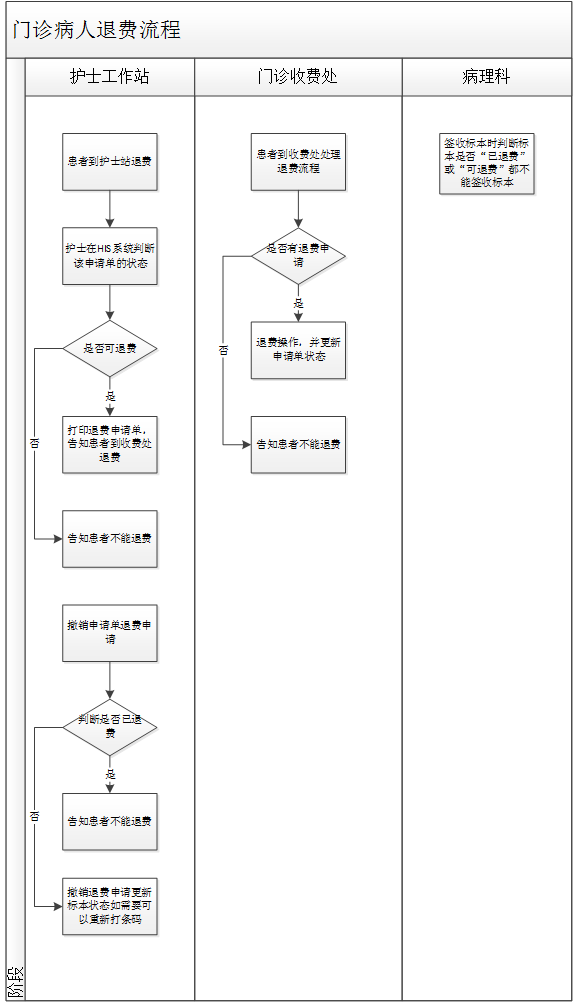 门诊病人退费流程
护士工作站
门诊收费处
病理科
患者到护士站退费
护士在HIS系统判断
该申请单的状态
是否可退费
是
否
打印退费申请单，
告知患者到收费处
退费
告知患者不能退费
撤销申请单退费申
请
判断是否已退
费
是
否
告知患者不能退费
撤销退费申请更新
标本状态如需要可
以重新打条码
患者到收费处处理
退费流程
是否有退费申
请
是
否
退费操作，并更新
申请单状态
告知患者不能退费
签收标本时判断标
本是否“已退费”
或“可退费”都不
能签收标本
阶段